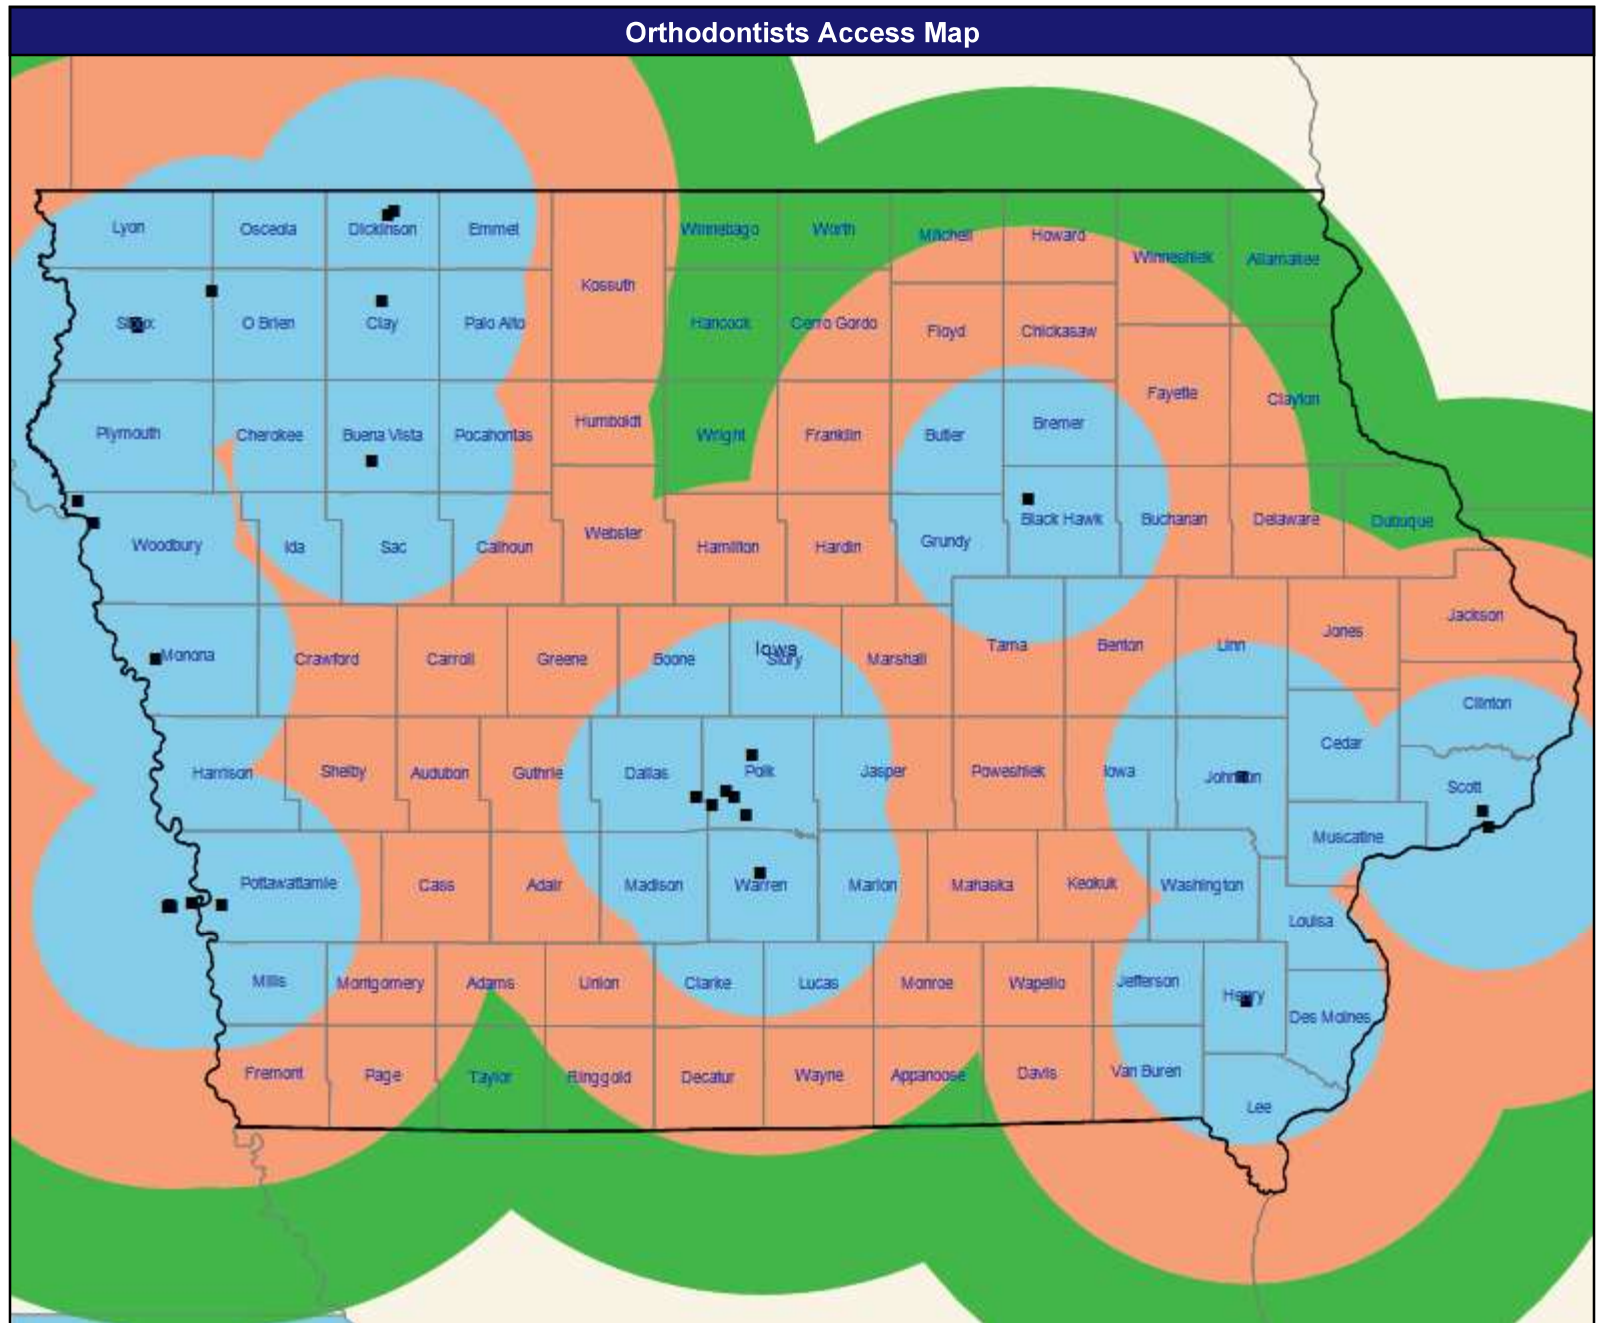 Orthodontists Access Map
Lyon
Osceola
Dickinson
Emmet
Winnebago
Worth
Mitchell
Howard
Winneshiek
Allamakee
Kossuth
Sioux
O Brien
Clay
Palo Alto
Hancock
Cerro Gordo
Floyd
Chickasaw
Fayette
Clayton
Plymouth
Cherokee
Buena Vista
Pocahontas
Humboldt
Wright
Franklin
Butler
Bremer
Woodbury
Ida
Sac
Calhoun
Webster
Hamilton
Hardin
Grundy
Black Hawk
Buchanan
Delaware
Dubuque
Monona
Crawford
Carroll
Greene
Boone
Iowa
Story
Marshall
Tama
Benton
Linn
Jones
Jackson
Clinton
Harrison
Shelby
Audubon
Guthrie
Dallas
Polk
Jasper
Poweshiek
Iowa
Johnson
Cedar
Scott
Muscatine
Pottawattamie
Cass
Adair
Madison
Warren
Marion
Mahaska
Keokuk
Washington
Louisa
Mills
Montgomery
Adams
Union
Clarke
Lucas
Monroe
Wapello
Jefferson
Henry
Des Moines
Fremont
Page
Taylor
Ringgold
Decatur
Wayne
Appanoose
Davis
Van Buren
Lee